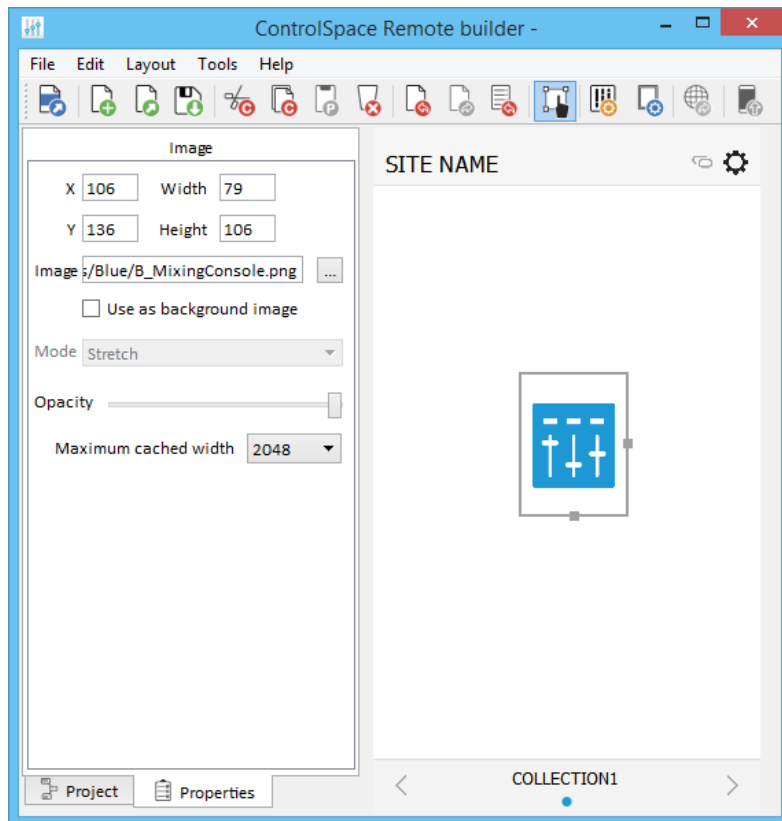 ControlSpace Remote builder -
File Edit Layout Tools Help
Image
X 106 Width 79
Y 136 Height 106
Image s/Blue/B_MixingConsole.png ...
Use as background image
Mode Stretch
Opacity
Maximum cached width 2048
Project Properties
SITE NAME
COLLECTION1